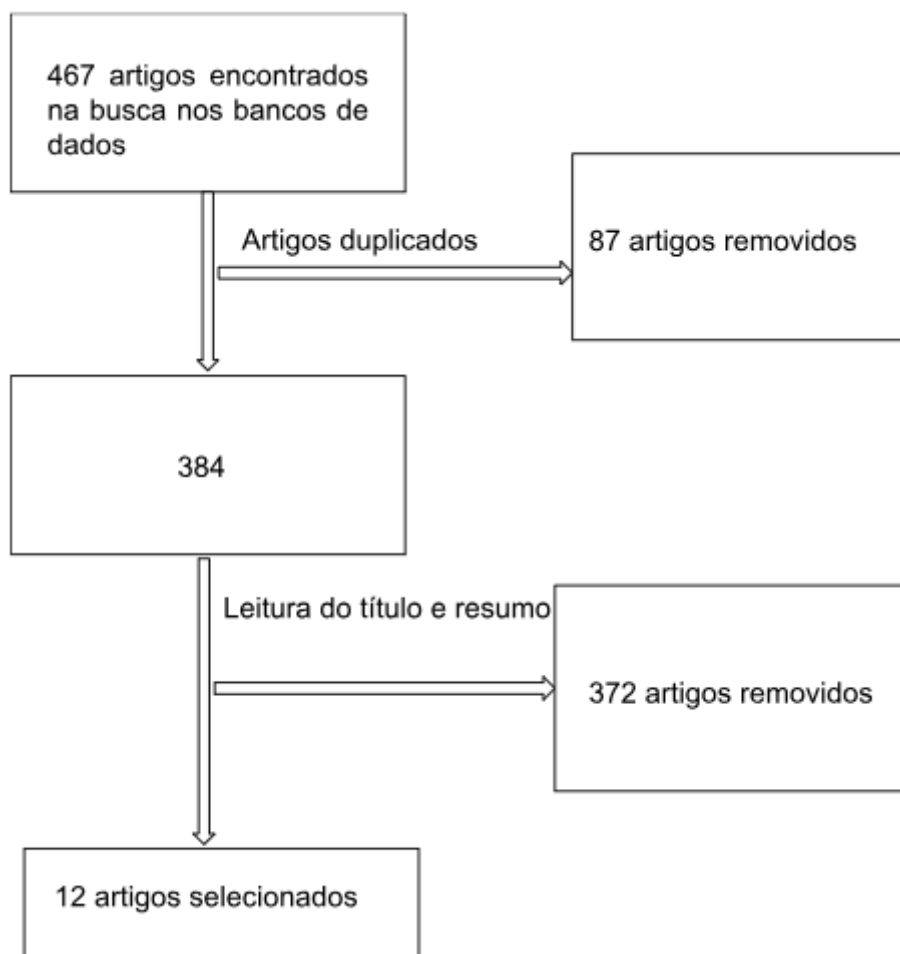 467 artigos encontrados
na busca nos bancos de
dados
Artigos duplicados
87 artigos removidos
384
Leitura do título e resumo
372 artigos removidos
12 artigos selecionados